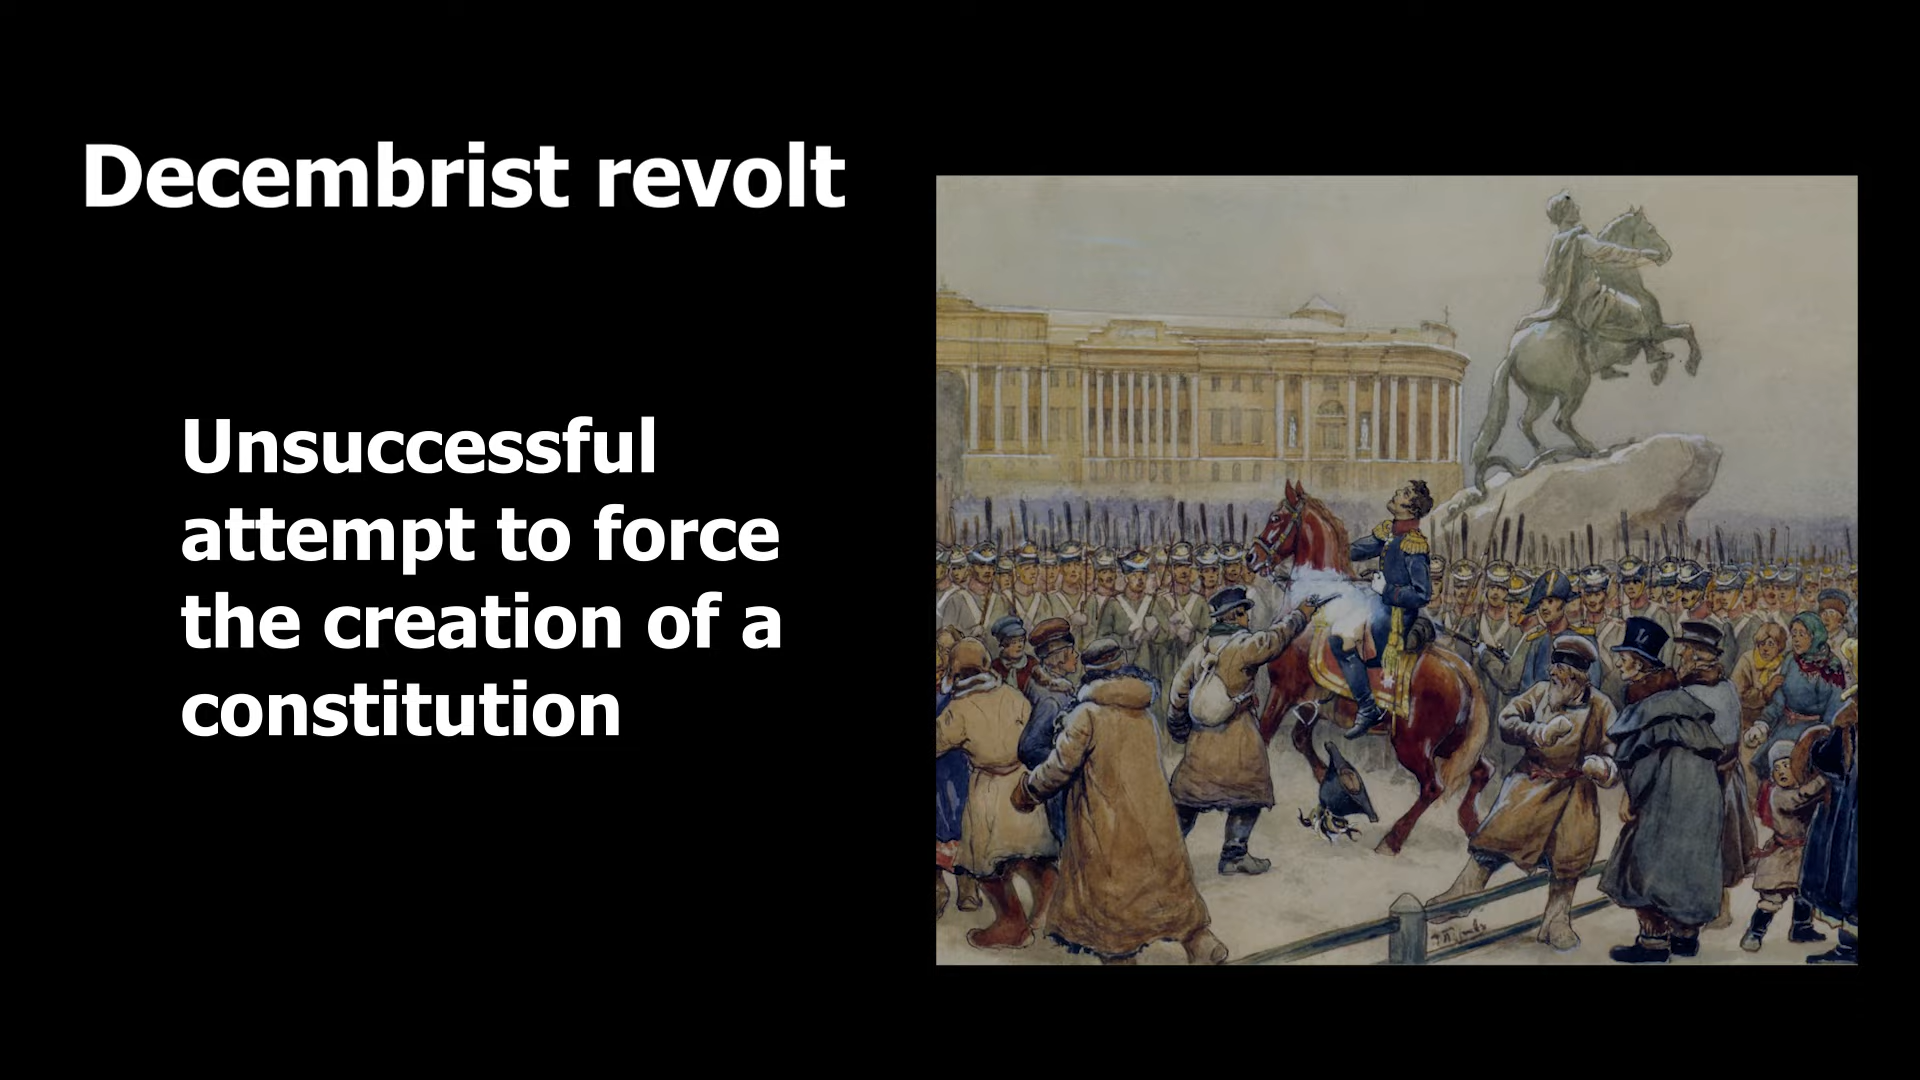 Decembrist revolt
Unsuccessful
attempt to force
the creation of a
constitution